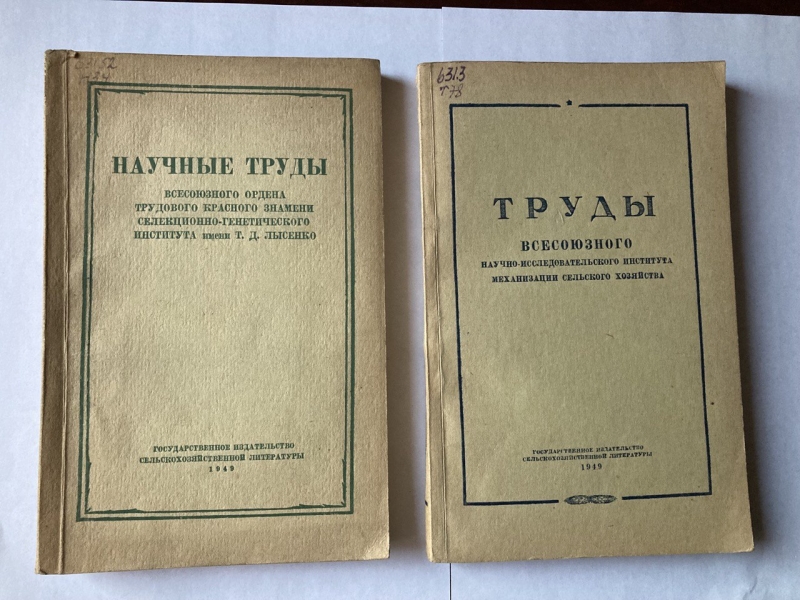 НАУЧНЫЕ ТРУДЫ
ВСЕСОЮЗНОГО ОРДЕНА
ТРУДОВОГО КРАСНОГО ЗНАМЕНИ
СЕЛЕКЦИОННО-ГЕНЕТИЧЕСКОГО
ИНСТИТУТА имени Т. Д. ЛЫСЕНКО
ГОСУДАРСТВЕННОЕ ИЗДАТЕЛЬСТВО
СЕЛЬСКОХОЗЯЙСТВЕННОЙ ЛИТЕРАТУРЫ
1949
6313
Т78
ТРУДЫ
ВСЕСОЮЗНОГО
НАУЧНО-ИССЛЕДОВАТЕЛЬСКОГО ИНСТИТУТА
МЕХАНИЗАЦИИ СЕЛЬСКОГО ХОЗЯЙСТВА
ГОСУДАРСТВЕННОЕ ИЗДАТЕЛЬСТВО
СЕЛЬСКОХОЗЯЙСТВЕННОЙ ЛИТЕРАТУРЫ
1949